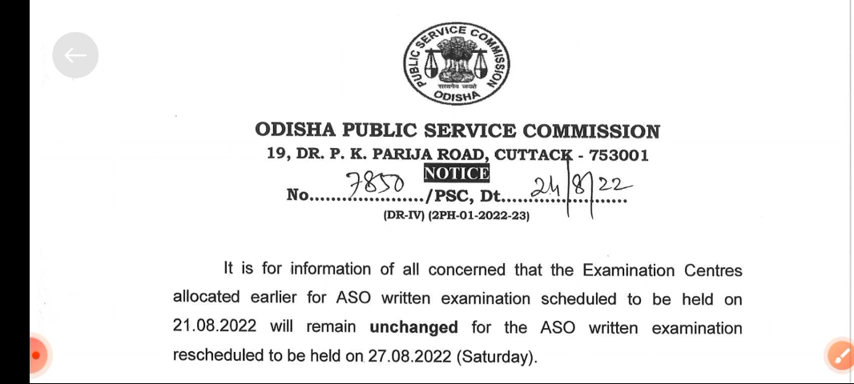 PUBLIC SERVICE COMMISSION
सत्यमेव जयते
ODISHA
ODISHA PUBLIC SERVICE COMMISSION
19, DR. P. K. PARIJA ROAD, CUTTACK - 753001
NOTICE
No......7850....../PSC, Dt......24/8/22......
(DR-IV) (2PH-01-2022-23)
It is for information of all concerned that the Examination Centres
allocated earlier for ASO written examination scheduled to be held on
21.08.2022 will remain unchanged for the ASO written examination
rescheduled to be held on 27.08.2022 (Saturday).